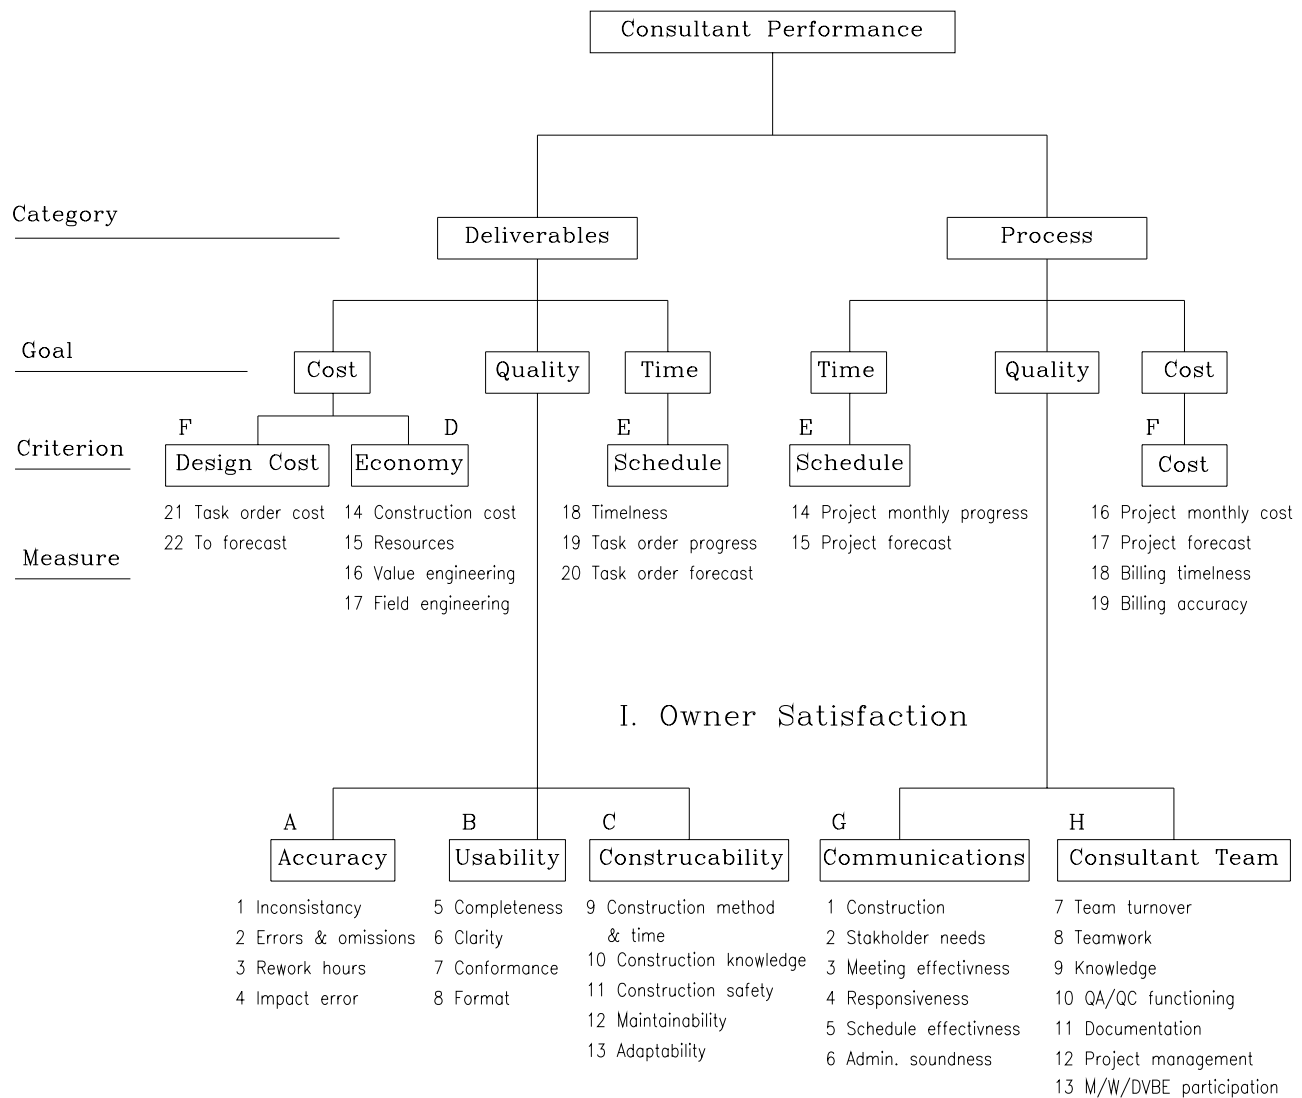 Consultant Performance
Category
Deliverables
Process
Goal
Cost
Quality
Time
Time
Quality
Cost
Criterion
F
Design Cost
D
Economy
E
Schedule
E
Schedule
F
Cost
Measure
21 Task order cost
22 To forecast
14 Construction cost
15 Resources
16 Value engineering
17 Field engineering
18 Timelness
19 Task order progress
20 Task order forecast
14 Project monthly progress
15 Project forecast
16 Project monthly cost
17 Project forecast
18 Billing timelness
19 Billing accuracy
I. Owner Satisfaction
A
Accuracy
1 Inconsistancy
2 Errors & omissions
3 Rework hours
4 Impact error
B
Usability
5 Completeness
6 Clarity
7 Conformance
8 Format
C
Construcability
9 Construction method
& time
10 Construction knowledge
11 Construction safety
12 Maintainability
13 Adaptability
G
Communications
1 Construction
2 Stakholder needs
3 Meeting effectivness
4 Responsiveness
5 Schedule effectivness
6 Admin. soundness
H
Consultant Team
7 Team turnover
8 Teamwork
9 Knowledge
10 QA/QC functioning
11 Documentation
12 Project management
13 M/W/DVBE participation